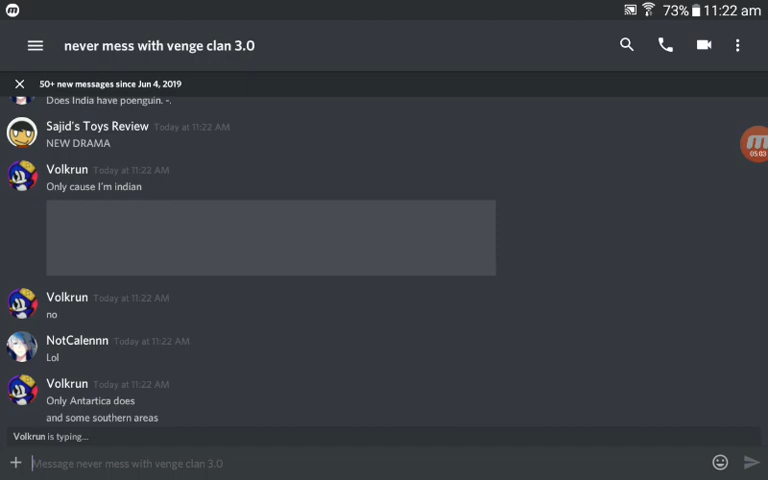 73% 11:22 am
never mess with venge clan 3.0
50+ new messages since Jun 4, 2019
Does India have poenguin. -.
Sajid's Toys Review Today at 11:22 AM
NEW DRAMA
05:03
Volkrun Today at 11:22 AM
Only cause I'm indian
Volkrun Today at 11:22 AM
no
NotCalennn Today at 11:22 AM
Lol
Volkrun Today at 11:22 AM
Only Antartica does
and some southern areas
Volkrun is typing...
Message never mess with venge clan 3.0